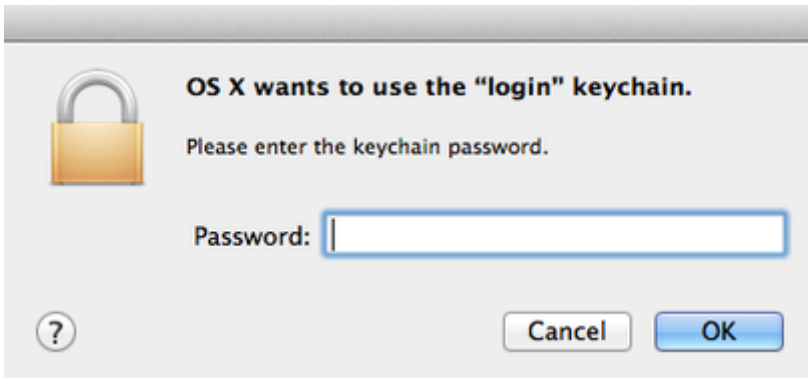 OS X wants to use the “login” keychain.
Please enter the keychain password.
Password:
?
Cancel
OK